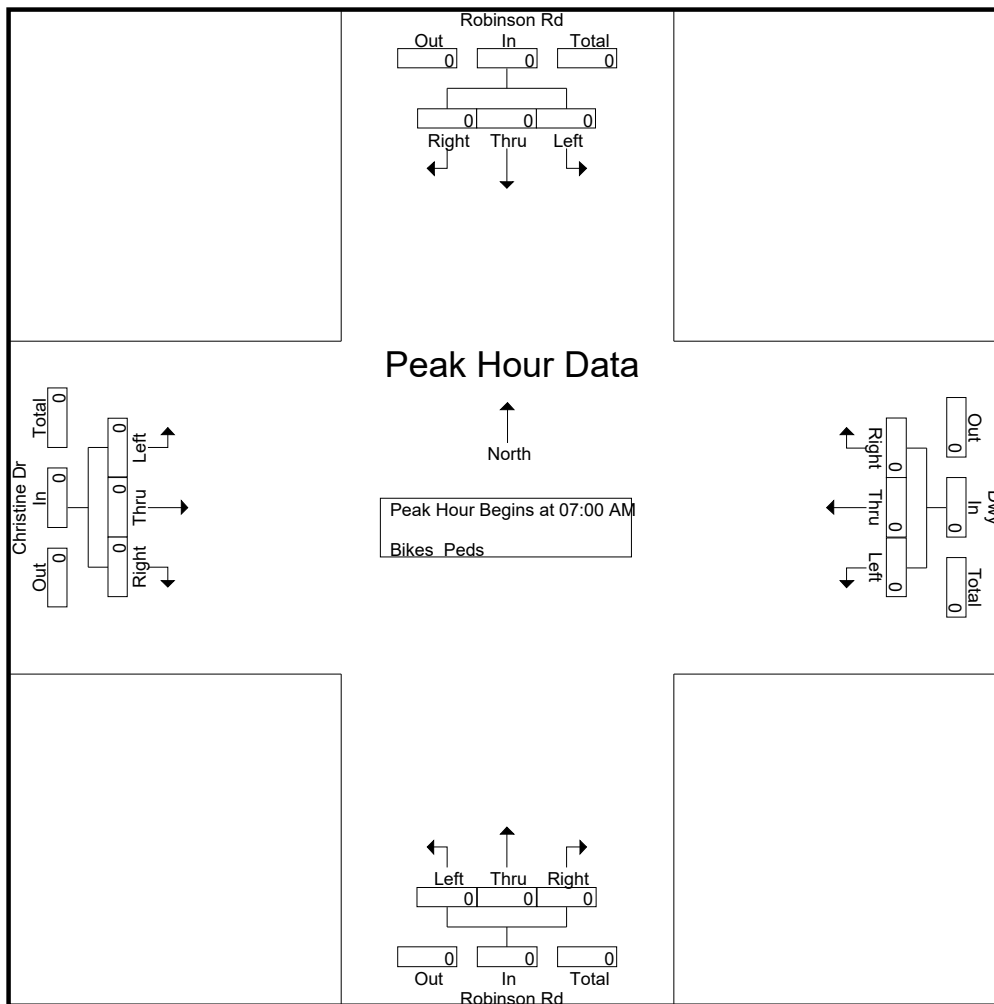 Robinson Rd
Out In Total
0 0 0
0 0 0
Right Thru Left
Peak Hour Data
North
Peak Hour Begins at 07:00 AM
Bikes Peds
Christine Dr
Out In Total
0 0 0
0 0 0
Right Thru Left
Dwy
Out In Total
0 0 0
0 0 0
Right Thru Left
Left Thru Right
0 0 0
0 0 0
Out In Total
Robinson Rd